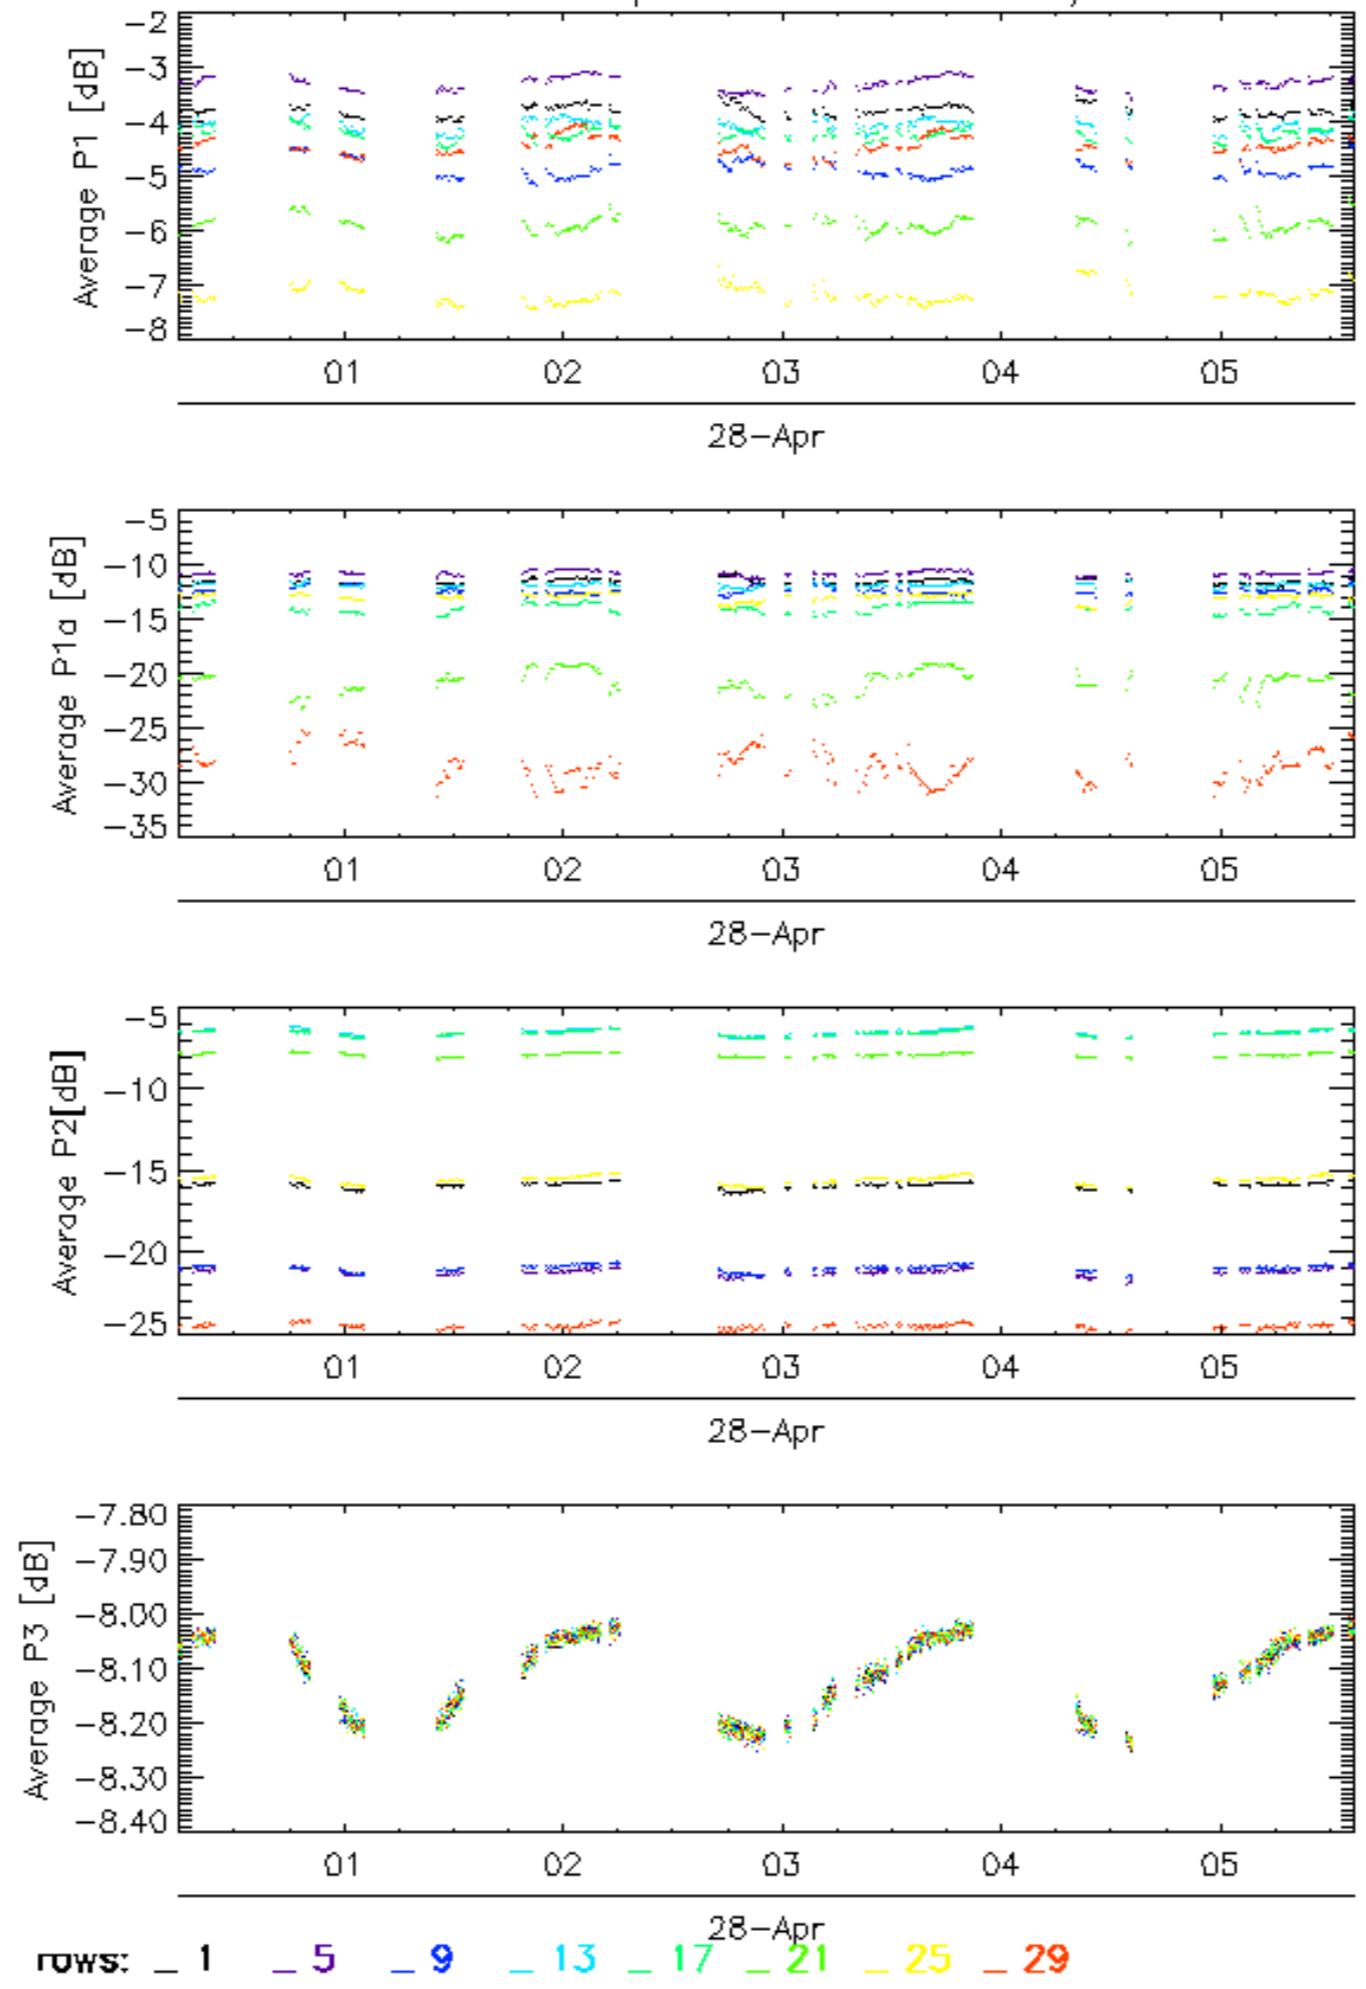 Average P1 [dB]
-2
-3
-4
-5
-6
-7
-8
01 02 03 04 05
28-Apr
Average P1a [dB]
-5
-10
-15
-20
-25
-30
-35
01 02 03 04 05
28-Apr
Average P2[dB]
-5
-10
-15
-20
-25
01 02 03 04 05
28-Apr
Average P3 [dB]
-7.80
-7.90
-8.00
-8.10
-8.20
-8.30
-8.40
01 02 03 04 05
28-Apr
rows: _ 1 _ 5 _ 9 _ 13 _ 17 _ 21 _ 25 _ 29